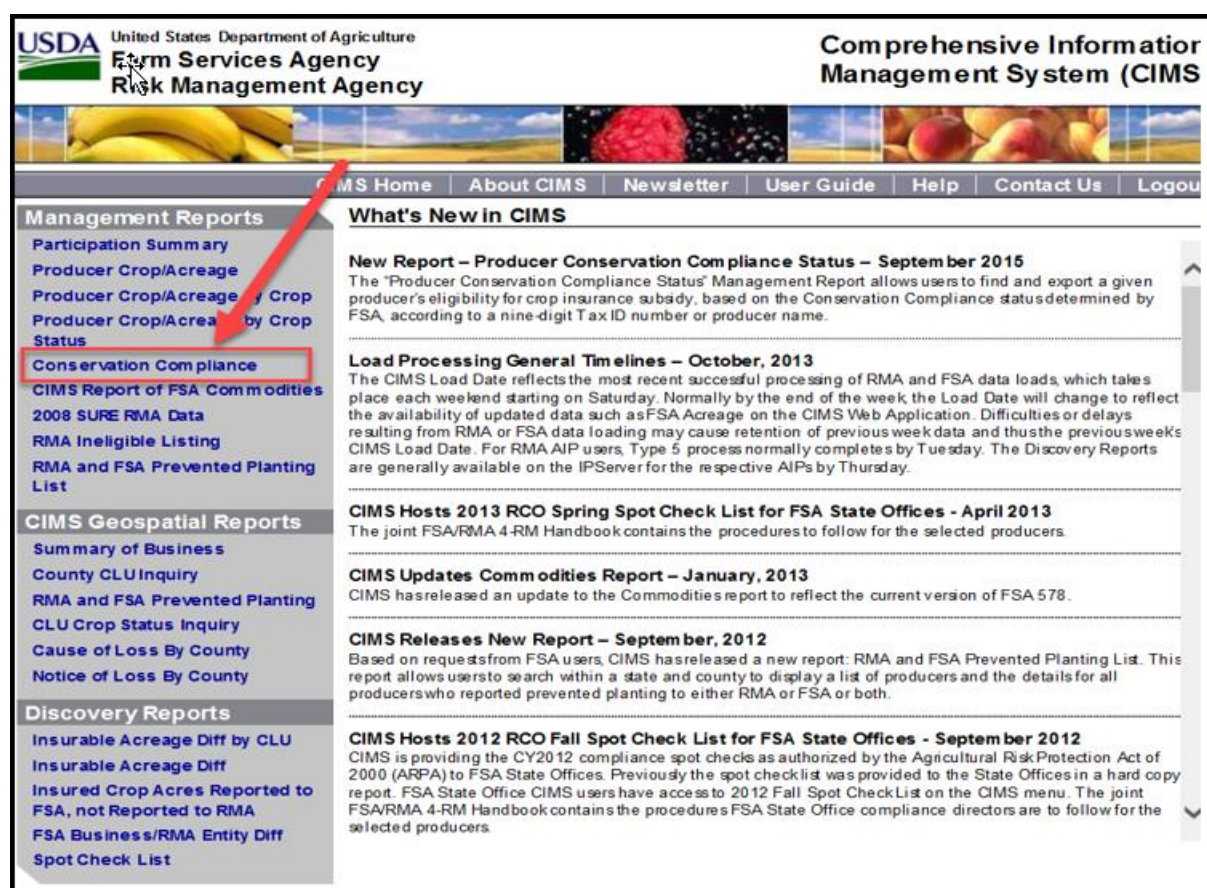 USDA
United States Department of Agriculture
Farm Services Agency
Risk Management Agency
Comprehensive Information
Management System (CIMS
CIMS Home | About CIMS | Newsletter | User Guide | Help | Contact Us | Logou
Management Reports
Participation Summary
Producer Crop/Acreage
Producer Crop/Acreage by Crop
Producer Crop/Acreage by Crop
Status
Conservation Compliance
CIMS Report of FSA Commodities
2008 SURE RMA Data
RMA Ineligible Listing
RMA and FSA Prevented Planting
List
CIMS Geospatial Reports
Summary of Business
County CLU Inquiry
RMA and FSA Prevented Planting
CLU Crop Status Inquiry
Cause of Loss By County
Notice of Loss By County
Discovery Reports
Insurable Acreage Diff by CLU
Insurable Acreage Diff
Insured Crop Acres Reported to
FSA, not Reported to RMA
FSA Business/RMA Entity Diff
Spot Check List
What's New in CIMS
New Report – Producer Conservation Compliance Status – September 2015
The "Producer Conservation Compliance Status" Management Report allows users to find and export a given
producer's eligibility for crop insurance subsidy, based on the Conservation Compliance status determined by
FSA, according to a nine-digit Tax ID number or producer name.
Load Processing General Timelines – October, 2013
The CIMS Load Date reflects the most recent successful processing of RMA and FSA data loads, which takes
place each weekend starting on Saturday. Normally by the end of the week, the Load Date will change to reflect
the availability of updated data such as FSA Acreage on the CIMS Web Application. Difficulties or delays
resulting from RMA or FSA data loading may cause retention of previous week data and thus the previous week's
CIMS Load Date. For RMA AIP users, Type 5 process normally completes by Tuesday. The Discovery Reports
are generally available on the IPServer for the respective AIPs by Thursday.
CIMS Hosts 2013 RCO Spring Spot Check List for FSA State Offices - April 2013
The joint FSA/RMA 4-RM Handbook contains the procedures to follow for the selected producers.
CIMS Updates Commodities Report – January, 2013
CIMS has released an update to the Commodities report to reflect the current version of FSA 578.
CIMS Releases New Report – September, 2012
Based on requests from FSA users, CIMS has released a new report: RMA and FSA Prevented Planting List. This
report allows users to search within a state and county to display a list of producers and the details for all
producers who reported prevented planting to either RMA or FSA or both.
CIMS Hosts 2012 RCO Fall Spot Check List for FSA State Offices - September 2012
CIMS is providing the CY2012 compliance spot checks as authorized by the Agricultural Risk Protection Act of
2000 (ARPA) to FSA State Offices. Previously the spot check list was provided to the State Offices in a hard copy
report. FSA State Office CIMS users have access to 2012 Fall Spot Check List on the CIMS menu. The joint
FSA/RMA 4-RM Handbook contains the procedures FSA State Office compliance directors are to follow for the
selected producers.